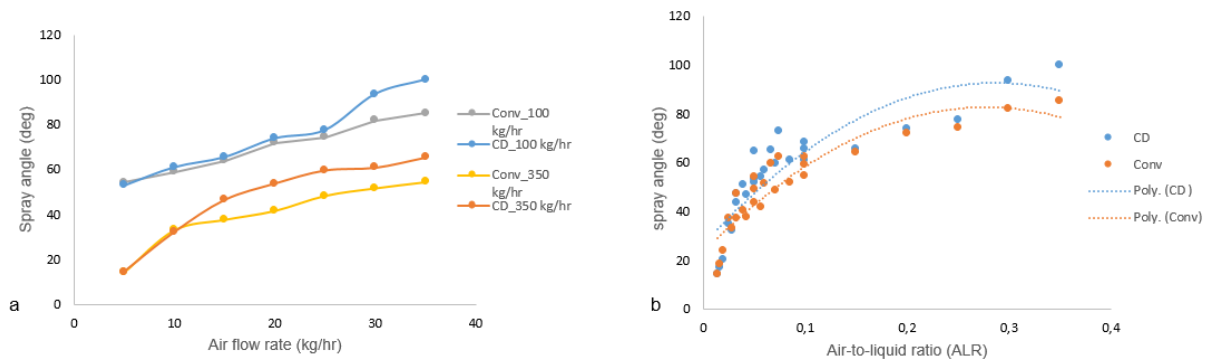 120
100
80
60
40
20
0
Spray angle (deg)
0
10
20
30
40
Air flow rate (kg/hr)
Conv_100
kg/hr)
CD_100 kg/hr)
Conv_350
kg/hr)
CD_350 kg/hr)
a
120
100
80
60
40
20
0
spray angle (deg)
0
0,1
0,2
0,3
0,4
Air-to-liquid ratio (ALR)
CD
Conv
Poly. (CD )
Poly. (Conv)
b